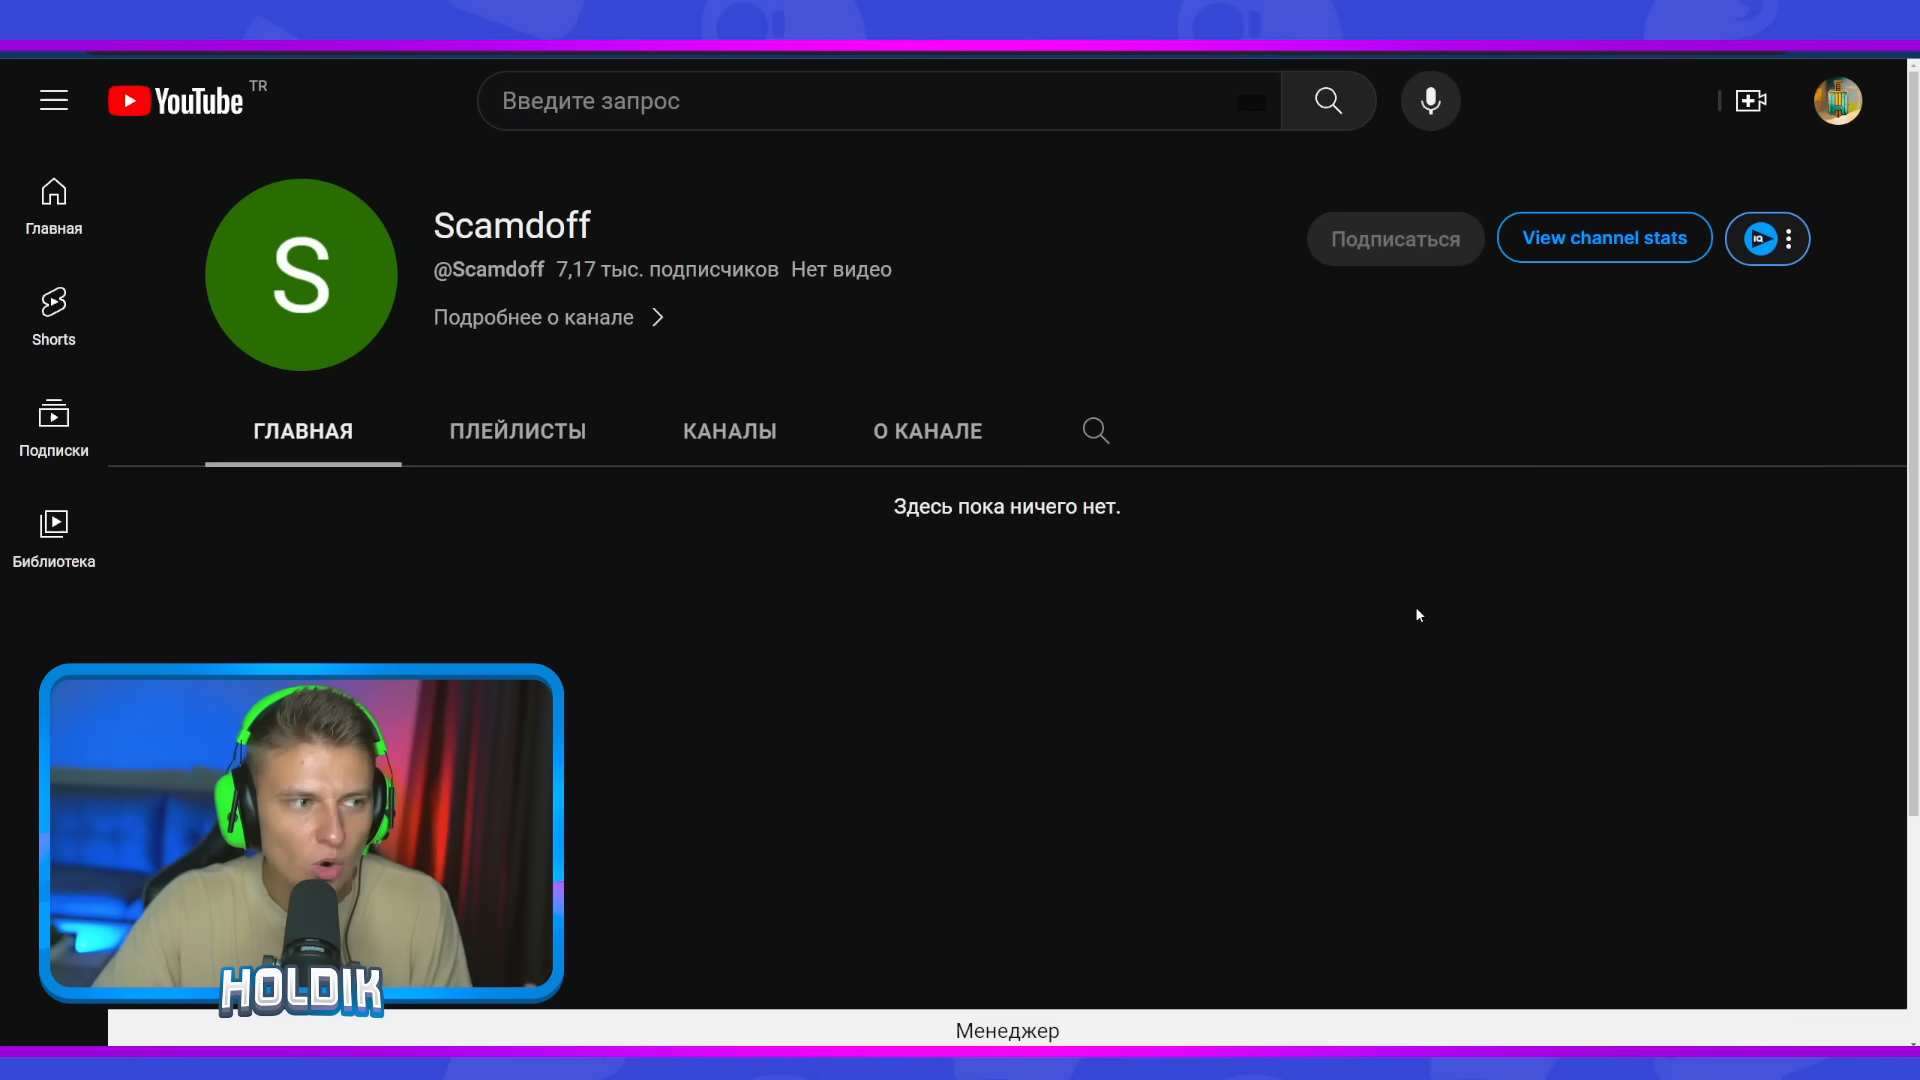 YouTube TR
Введите запрос
Главная
Shorts
Подписки
Библиотека
S
Scamdoff
@Scamdoff 7,17 тыс. подписчиков Нет видео
Подробнее о канале
Подписаться
View channel stats
IQ
ГЛАВНАЯ
ПЛЕЙЛИСТЫ
КАНАЛЫ
О КАНАЛЕ
Здесь пока ничего нет.
HOLDIK
Менеджер